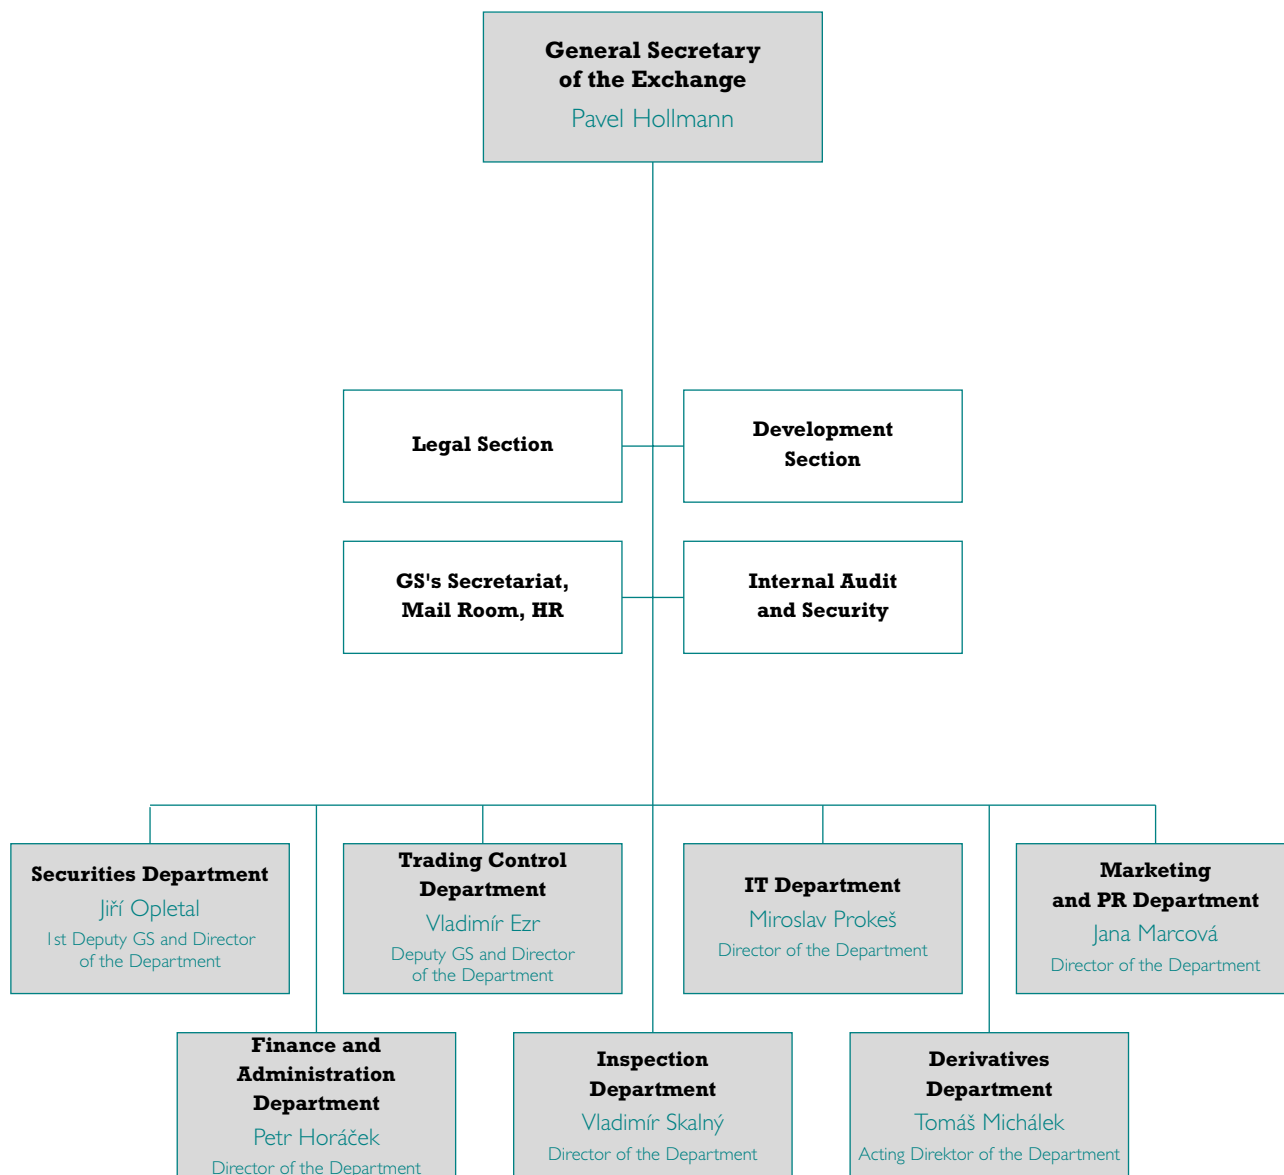 General Secretary
of the Exchange
Pavel Hollmann
Legal Section
Development
Section
GS's Secretariat,
Mail Room, HR
Internal Audit
and Security
Securities Department
Jiří Opletal
1st Deputy GS and Director
of the Department
Trading Control
Department
Vladimír Ezr
Deputy GS and Director
of the Department
IT Department
Miroslav Prokeš
Director of the Department
Marketing
and PR Department
Jana Marcová
Director of the Department
Finance and
Administration
Department
Petr Horáček
Director of the Department
Inspection
Department
Vladimír Skalný
Director of the Department
Derivatives
Department
Tomáš Michálek
Acting Direktor of the Department